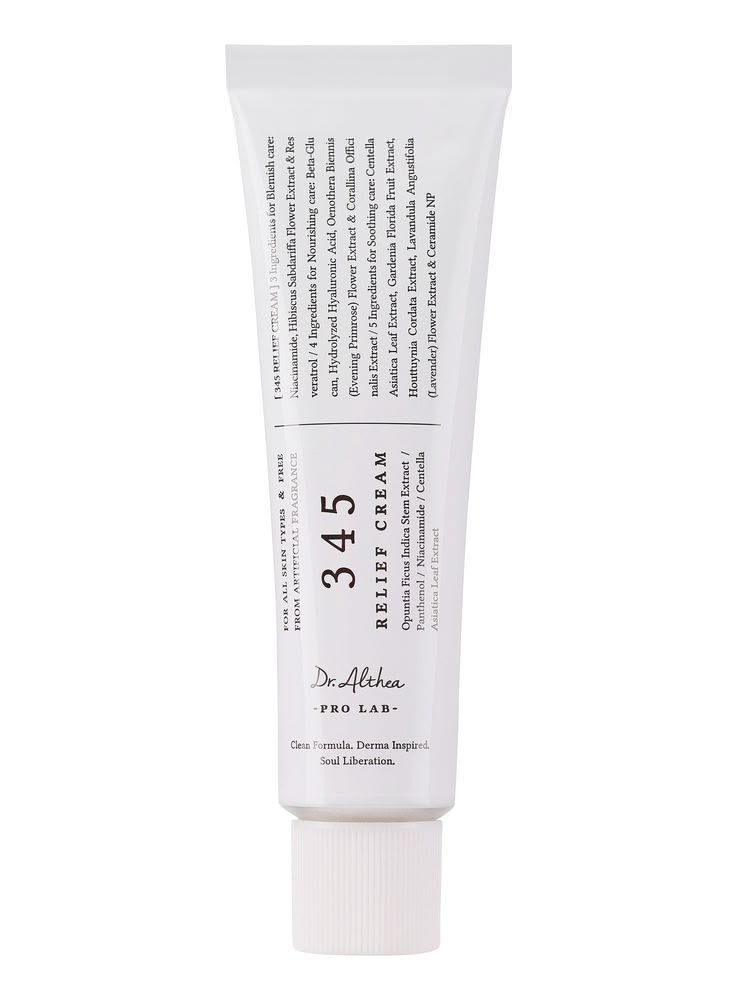 [ 345 RELIEF CREAM ] 3 Ingredients for Blemish care:
Niacinamide, Hibiscus Sabdariffa Flower Extract & Res
veratrol / 4 Ingredients for Nourishing care: Beta-Glu
can, Hydrolyzed Hyaluronic Acid, Oenothera Biennis
(Evening Primrose) Flower Extract & Corallina Offici
nalis Extract / 5 Ingredients for Soothing care: Centella
Asiatica Leaf Extract, Gardenia Florida Fruit Extract,
Houttuynia Cordata Extract, Lavandula Angustifolia
(Lavender) Flower Extract & Ceramide NP
FOR ALL SKIN TYPES & FREE
FROM ARTIFICIAL FRAGRANCE
345
RELIEF CREAM
Opuntia Ficus Indica Stem Extract /
Panthenol / Niacinamide / Centella
Asiatica Leaf Extract
Dr. Althea
-PRO LAB-
Clean Formula. Derma Inspired.
Soul Liberation.